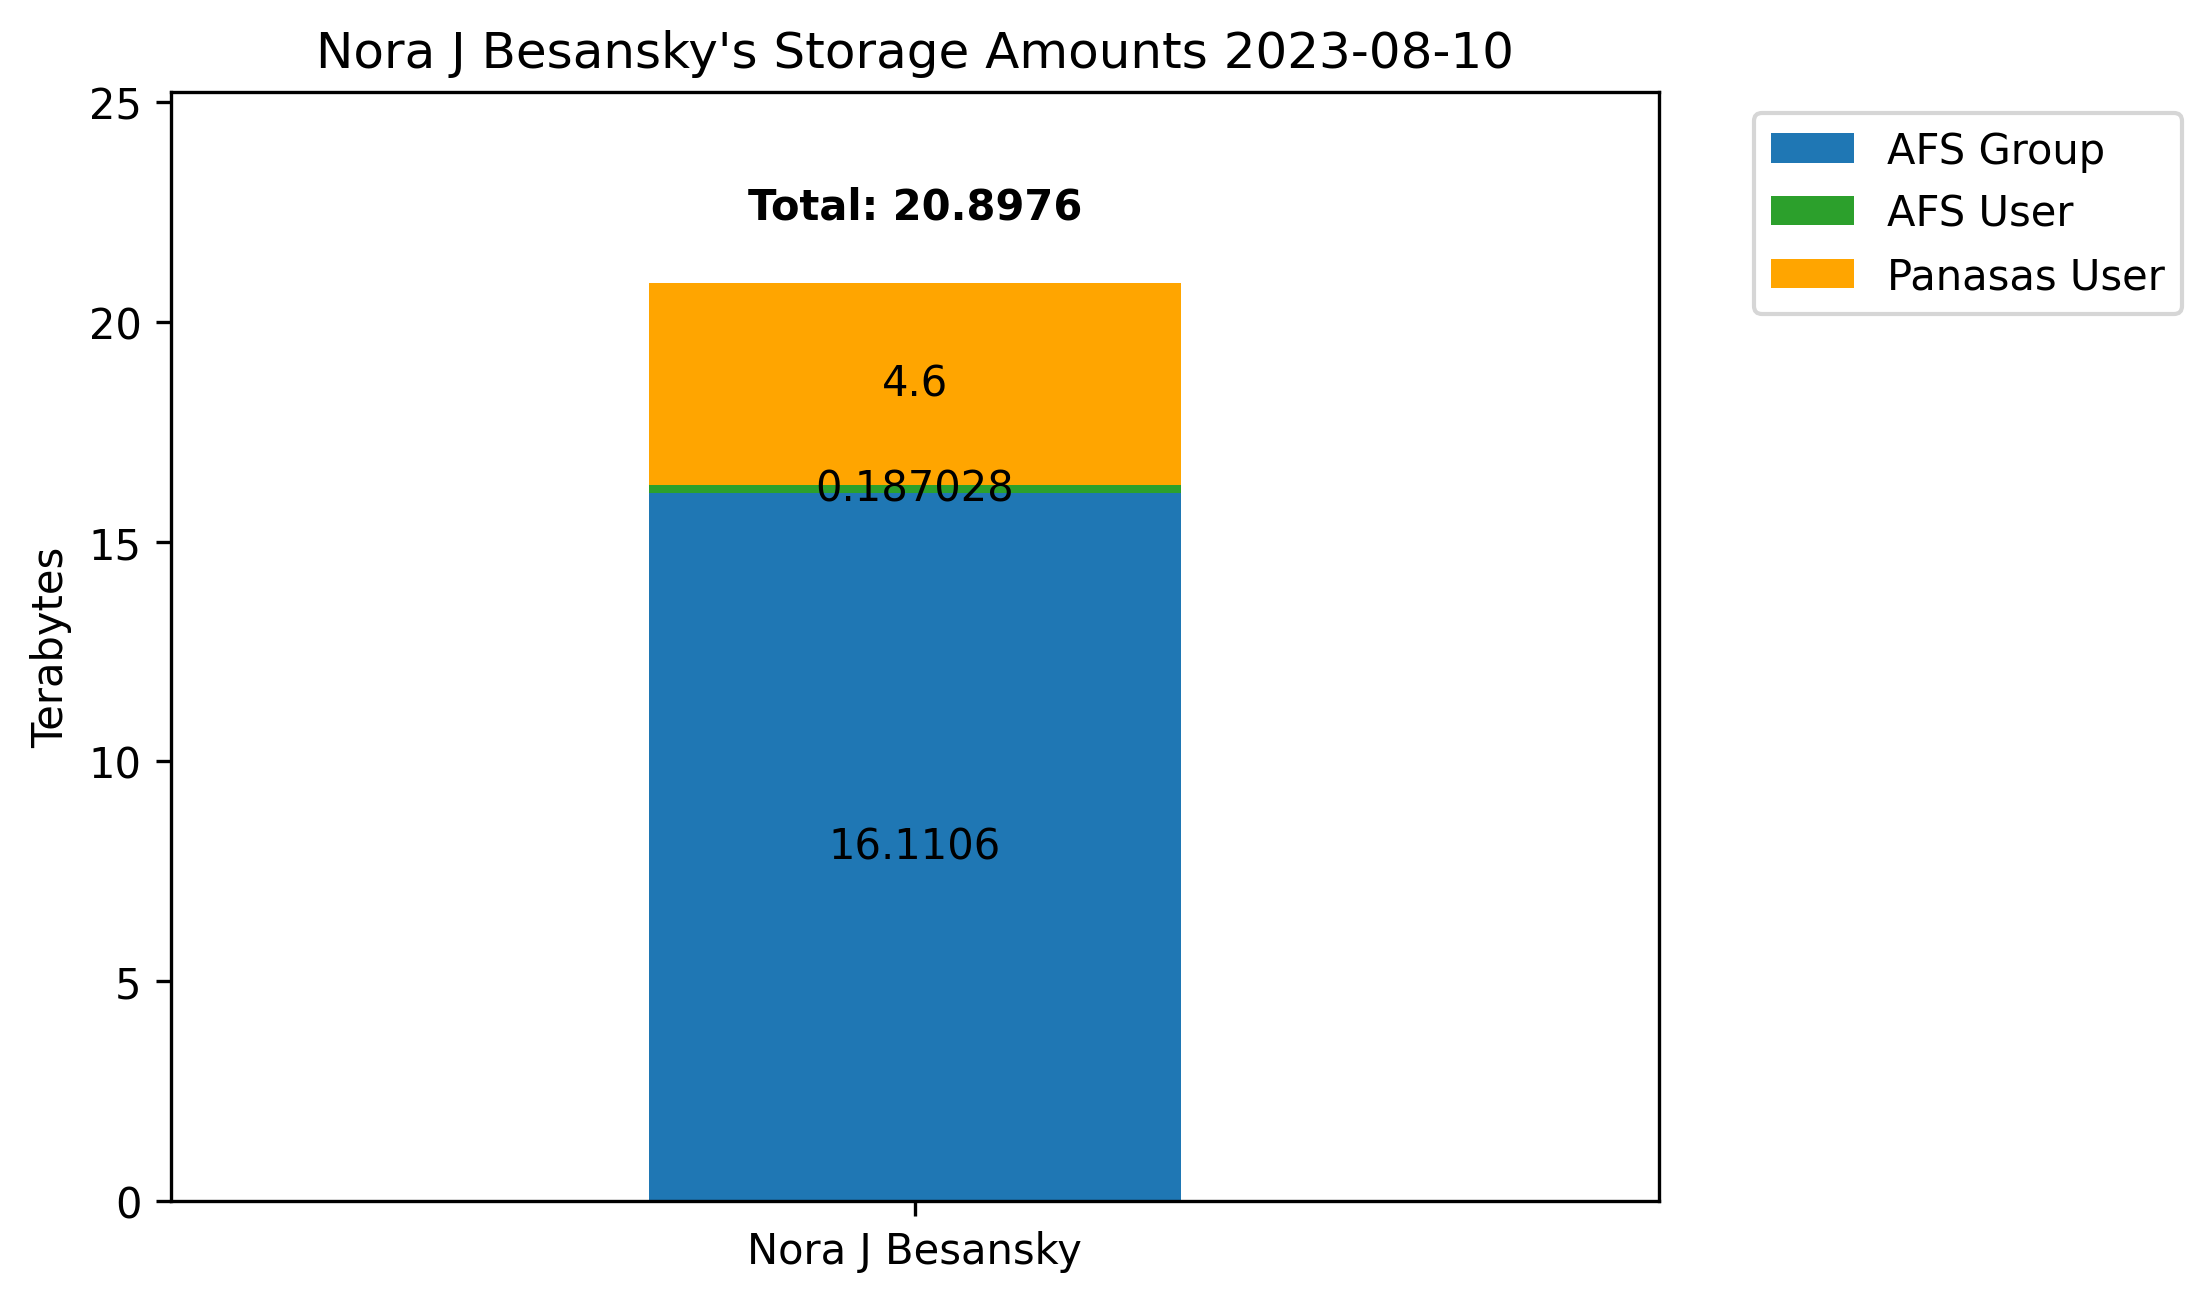 Nora J Besansky's Storage Amounts 2023-08-10
25
20
15
10
5
0
Terabytes
Total: 20.8976
4.6
0.187028
16.1106
Nora J Besansky
AFS Group
AFS User
Panasas User